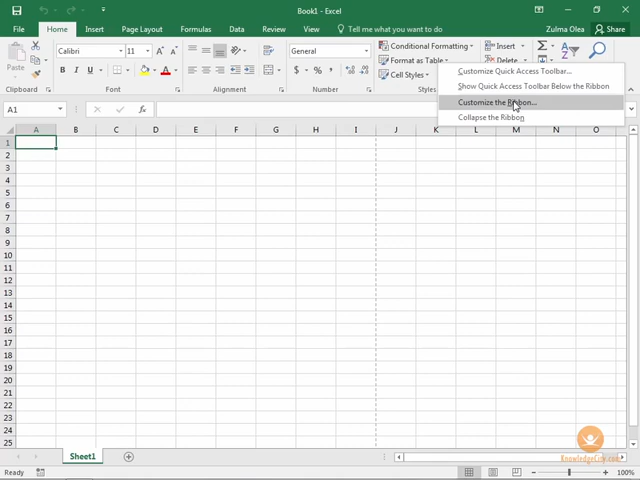 Book1 - Excel
File Home Insert Page Layout Formulas Data Review View Tell me what you want to do... Zulma Olea Share
Paste Calibri 11 General Conditional Formatting Insert
Format as Table
B I U A $ % Cell Styles
Clipboard Font Alignment Number Styles
Customize Quick Access Toolbar...
Show Quick Access Toolbar Below the Ribbon
Customize the Ribbon...
Collapse the Ribbon
A1 fx
A B C D E F G H I J K L M N O
1
2
3
4
5
6
7
8
9
10
11
12
13
14
15
16
17
18
19
20
21
22
23
24
25
KnowledgeCity.com
Sheet1
Ready 100%